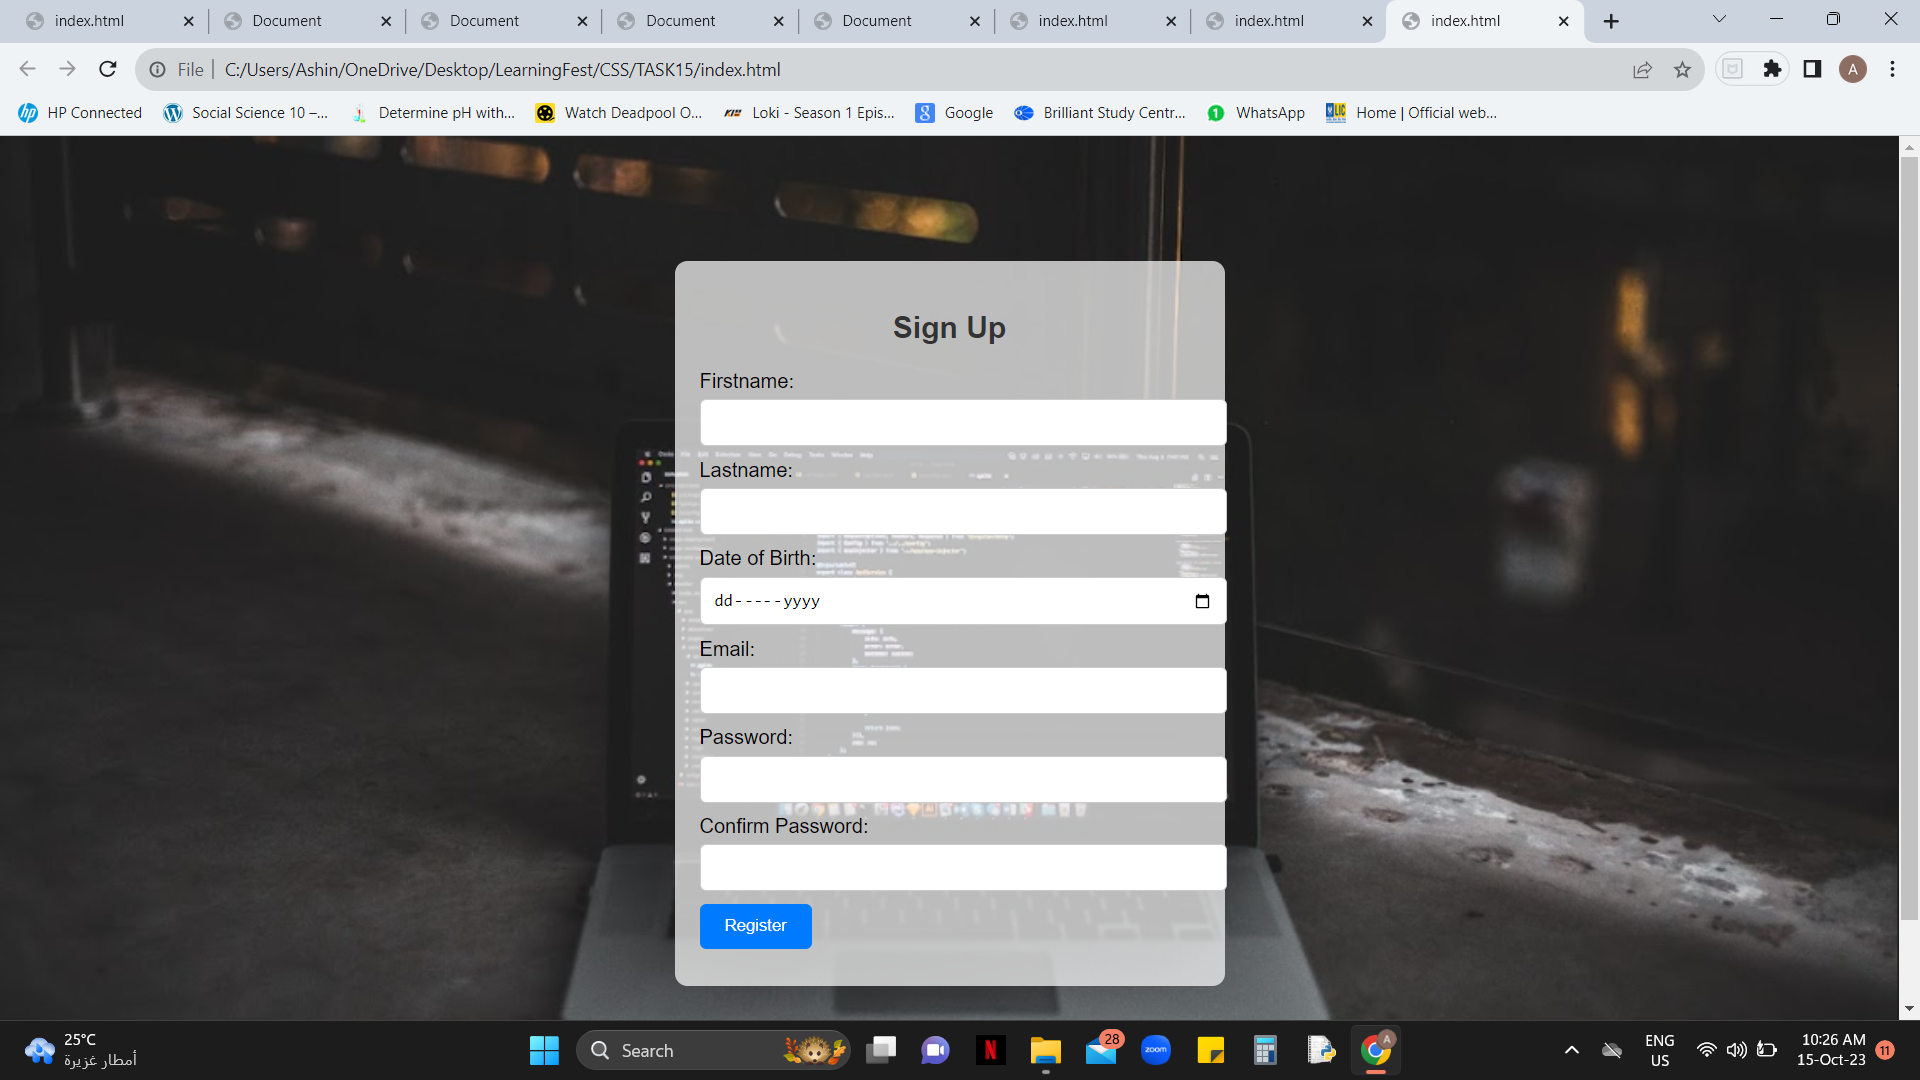 index.html
Document
Document
Document
Document
index.html
index.html
index.html
File
C:/Users/Ashin/OneDrive/Desktop/LearningFest/CSS/TASK15/index.html
A
HP Connected
Social Science 10 –...
Determine pH with...
Watch Deadpool O...
Loki - Season 1 Epis...
Google
Brilliant Study Centr...
WhatsApp
Home | Official web...
Sign Up
Firstname:
Lastname:
Date of Birth:
dd-----yyyy
Email:
Password:
Confirm Password:
Register
25°C
أمطار غزيرة
Search
28
zoom
A
ENG
US
10:26 AM
15-Oct-23
11